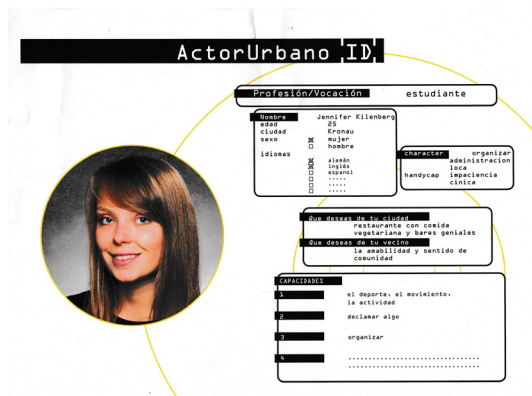 ActorUrbano ID
Profesión/Vocación estudiante
Nombre Jennifer Kilenberg
edad 25
ciudad Kronau
sexo mujer
hombre
idiomas
alemán
inglés
espanol
.....
.....
.....
character organizar
administracion
loca
handycap impaciencia
cinica
Que deseas de tu ciudad
restaurante con comida
vegetariana y bares geniales
Que deseas de tu vecino
la amabilidad y sentido de
comunidad
CAPACIDADES
1 el deporte, el movimiento,
la actividad
2 declamar algo
3 organizar
4 ..............................
..............................